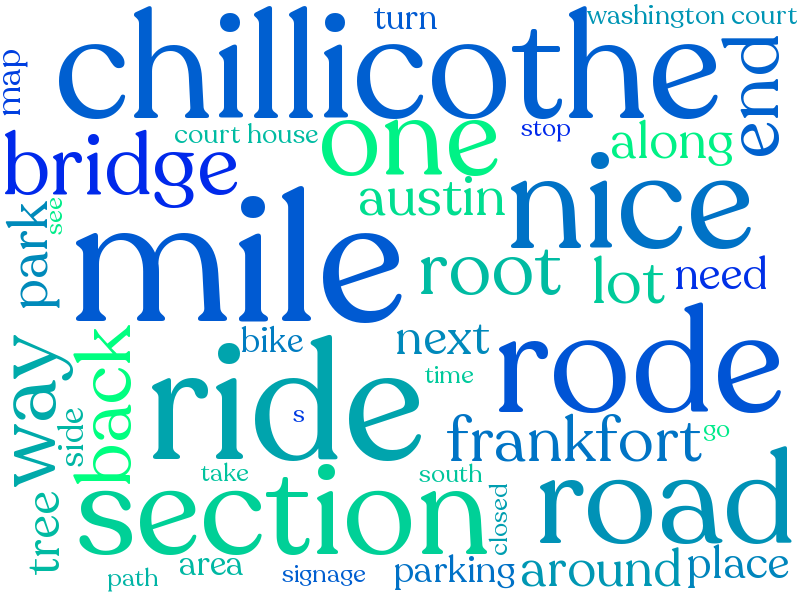 turn
washington court
chillicothe
map
end
court house
one
stop
along
bridge
austin
nice
park
see
mile
root
lot
need
bike
next
way
back
ride
rode
time
side
s
frankfort
go
take
south
section
closed
road
tree
path
area
signage
parking
around
place